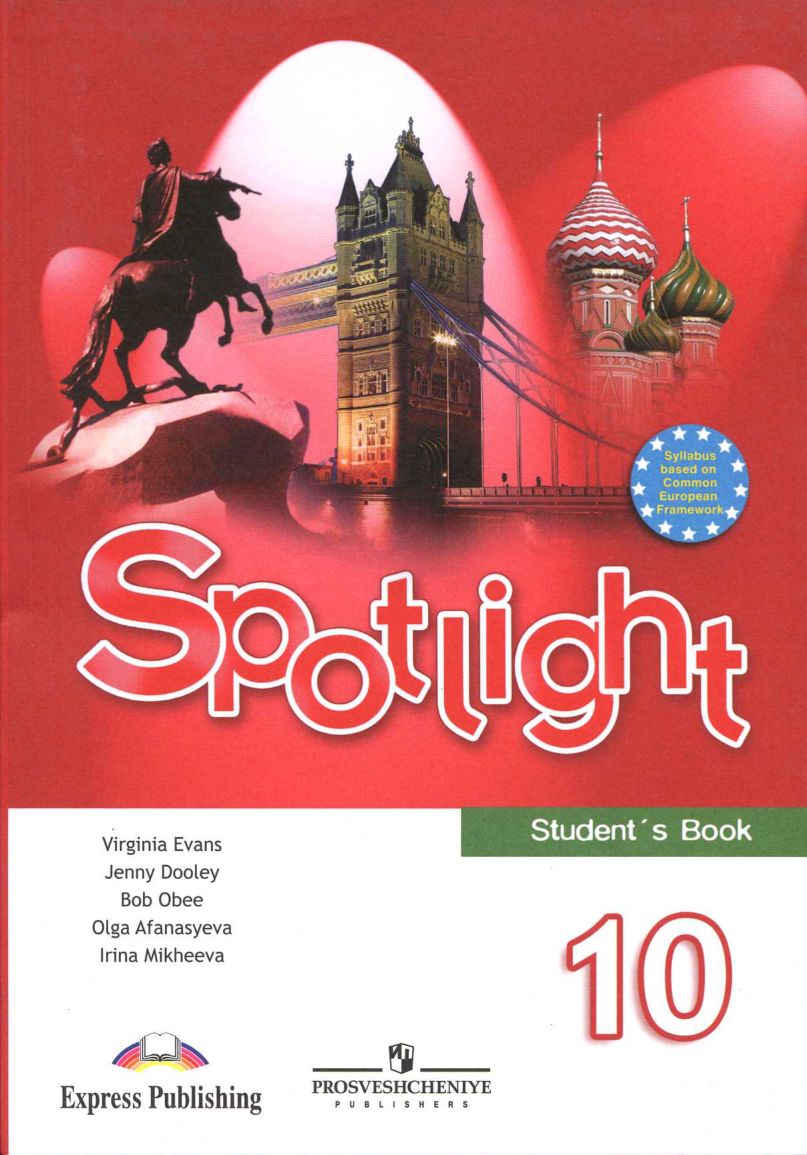 Syllabus
based on
Common
European
Framework
Spotlight
Student´s Book
Virginia Evans
Jenny Dooley
Bob Obee
Olga Afanasyeva
Irina Mikheeva
10
Express Publishing
PROSVESHCHENIYE
PUBLISHERS